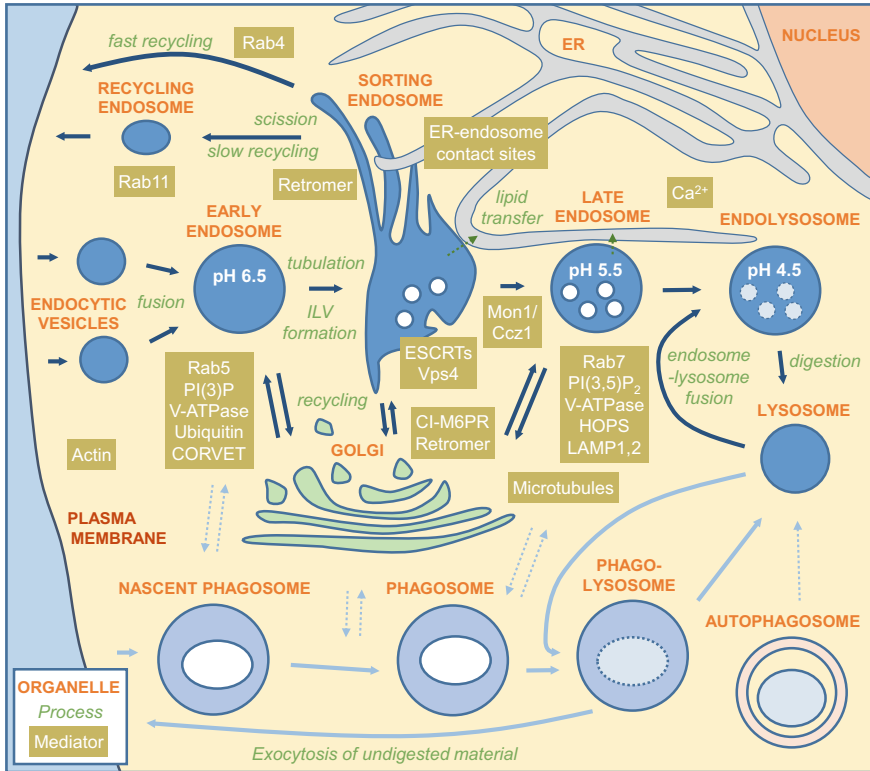 fast recycling
Rab4
ER
NUCLEUS
RECYCLING
ENDOSOME
SORTING
ENDOSOME
scission
slow recycling
ER-endosome
contact sites
Rab11
Retromer
lipid
transfer
LATE
ENDOSOME
Ca²⁺
EARLY
ENDOSOME
ENDOLYSOSOME
pH 6.5
tubulation
pH 5.5
pH 4.5
ENDOCYTIC
VESICLES
fusion
ILV
formation
Mon1/
Ccz1
ESCRTs
Vps4
Rab5
PI(3)P
V-ATPase
Ubiquitin
CORVET
recycling
Rab7
PI(3,5)P₂
V-ATPase
HOPS
LAMP1,2
endosome
-lysosome
fusion
digestion
LYSOSOME
CI-M6PR
Retromer
GOLGI
Actin
Microtubules
PLASMA
MEMBRANE
NASCENT PHAGOSOME
PHAGOSOME
PHAGO-
LYSOSOME
AUTOPHAGOSOME
ORGANELLE
Process
Mediator
Exocytosis of undigested material